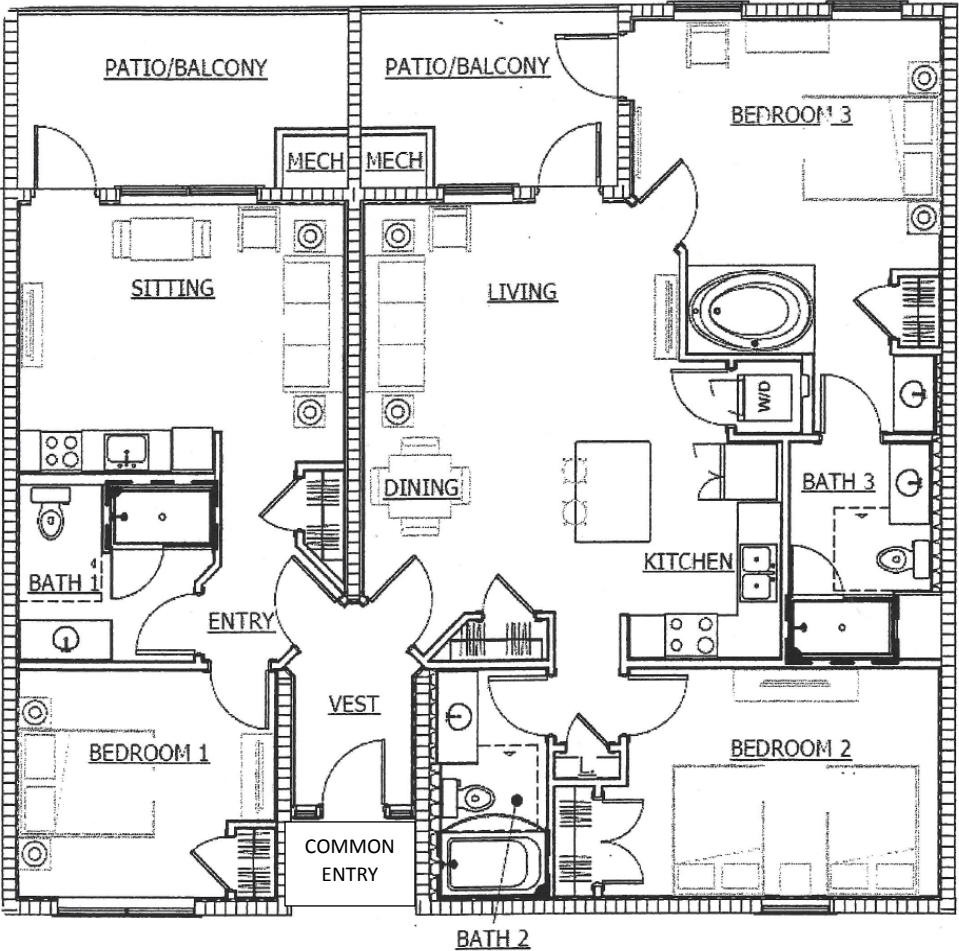 PATIO/BALCONY
PATIO/BALCONY
BEDROOM 3
MECH
MECH
SITTING
LIVING
W/D
DINING
BATH 3
KITCHEN
BATH 1
ENTRY
VEST
BEDROOM 1
BEDROOM 2
L.
COMMON
ENTRY
BATH 2